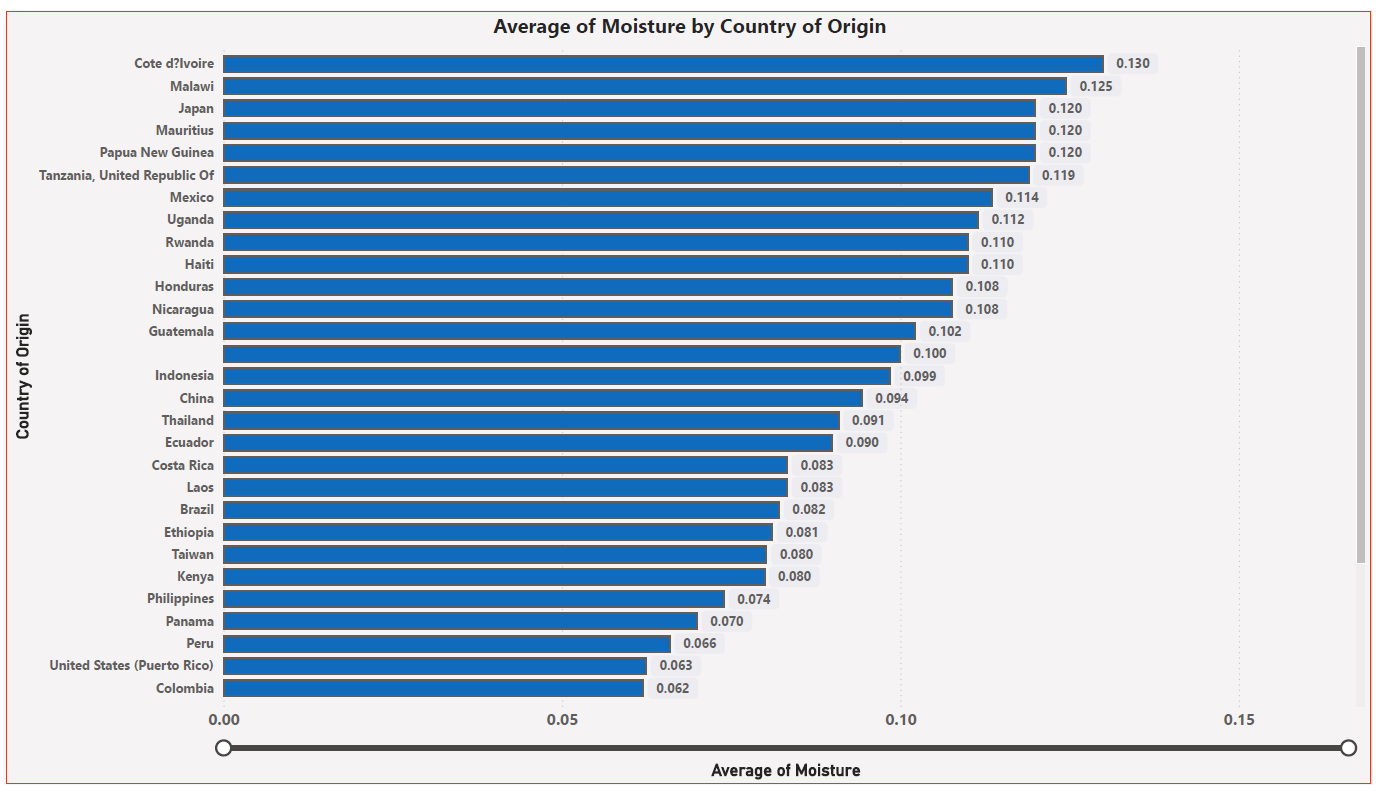 Average of Moisture by Country of Origin
Cote d?Ivoire 0.130
Malawi 0.125
Japan 0.120
Mauritius 0.120
Papua New Guinea 0.120
Tanzania, United Republic Of 0.119
Mexico 0.114
Uganda 0.112
Rwanda 0.110
Haiti 0.110
Honduras 0.108
Nicaragua 0.108
Guatemala 0.102
0.100
Indonesia 0.099
China 0.094
Thailand 0.091
Ecuador 0.090
Costa Rica 0.083
Laos 0.083
Brazil 0.082
Ethiopia 0.081
Taiwan 0.080
Kenya 0.080
Philippines 0.074
Panama 0.070
Peru 0.066
United States (Puerto Rico) 0.063
Colombia 0.062
Country of Origin
0.00 0.05 0.10 0.15
Average of Moisture